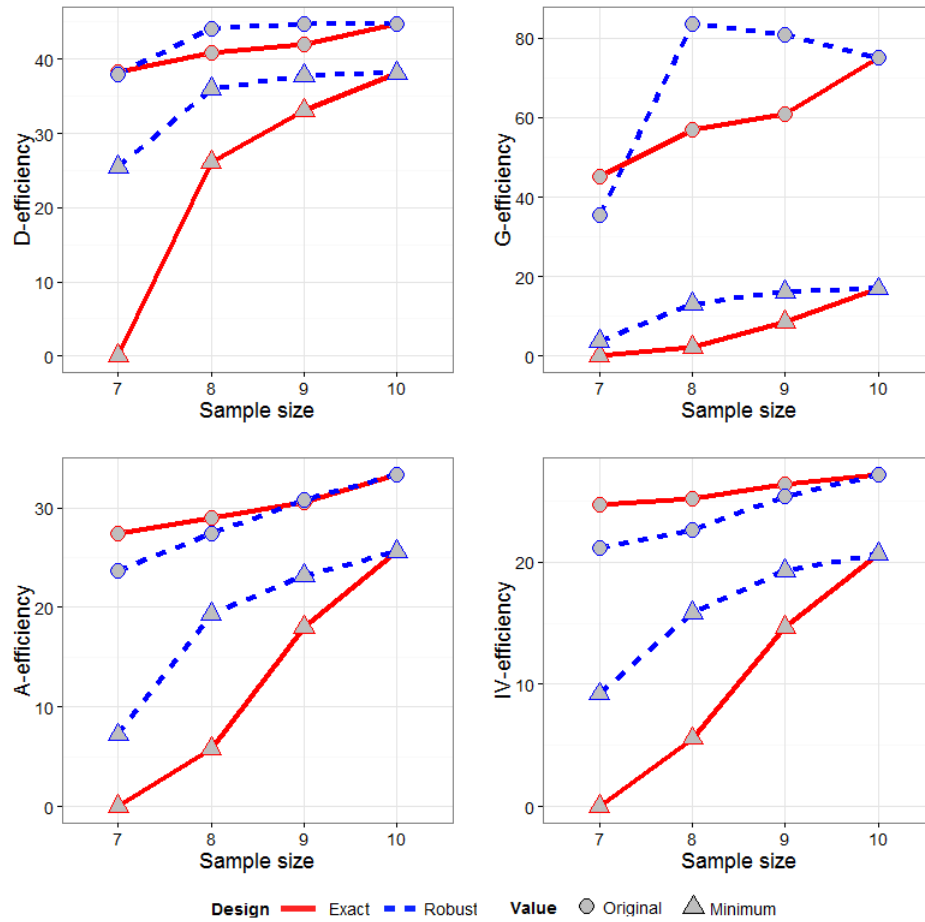 D-efficiency
40
30
20
10
0
7 8 9 10
Sample size
G-efficiency
80
60
40
20
0
7 8 9 10
Sample size
A-efficiency
30
20
10
0
7 8 9 10
Sample size
IV-efficiency
20
10
0
7 8 9 10
Sample size
Design Exact Robust Value Original Minimum